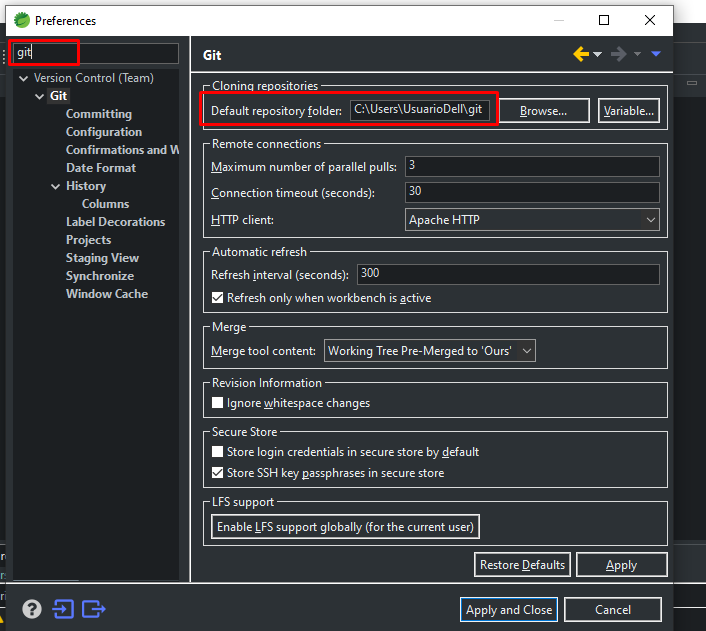 Preferences
git
Version Control (Team)
Git
Committing
Configuration
Confirmations and W
Date Format
History
Columns
Label Decorations
Projects
Staging View
Synchronize
Window Cache
Git
Cloning repositories
Default repository folder: C:\Users\UsuarioDell\git Browse... Variable...
Remote connections
Maximum number of parallel pulls: 3
Connection timeout (seconds): 30
HTTP client: Apache HTTP
Automatic refresh
Refresh interval (seconds): 300
Refresh only when workbench is active
Merge
Merge tool content: Working Tree Pre-Merged to 'Ours'
Revision Information
Ignore whitespace changes
Secure Store
Store login credentials in secure store by default
Store SSH key passphrases in secure store
LFS support
Enable LFS support globally (for the current user)
Restore Defaults Apply
Apply and Close Cancel